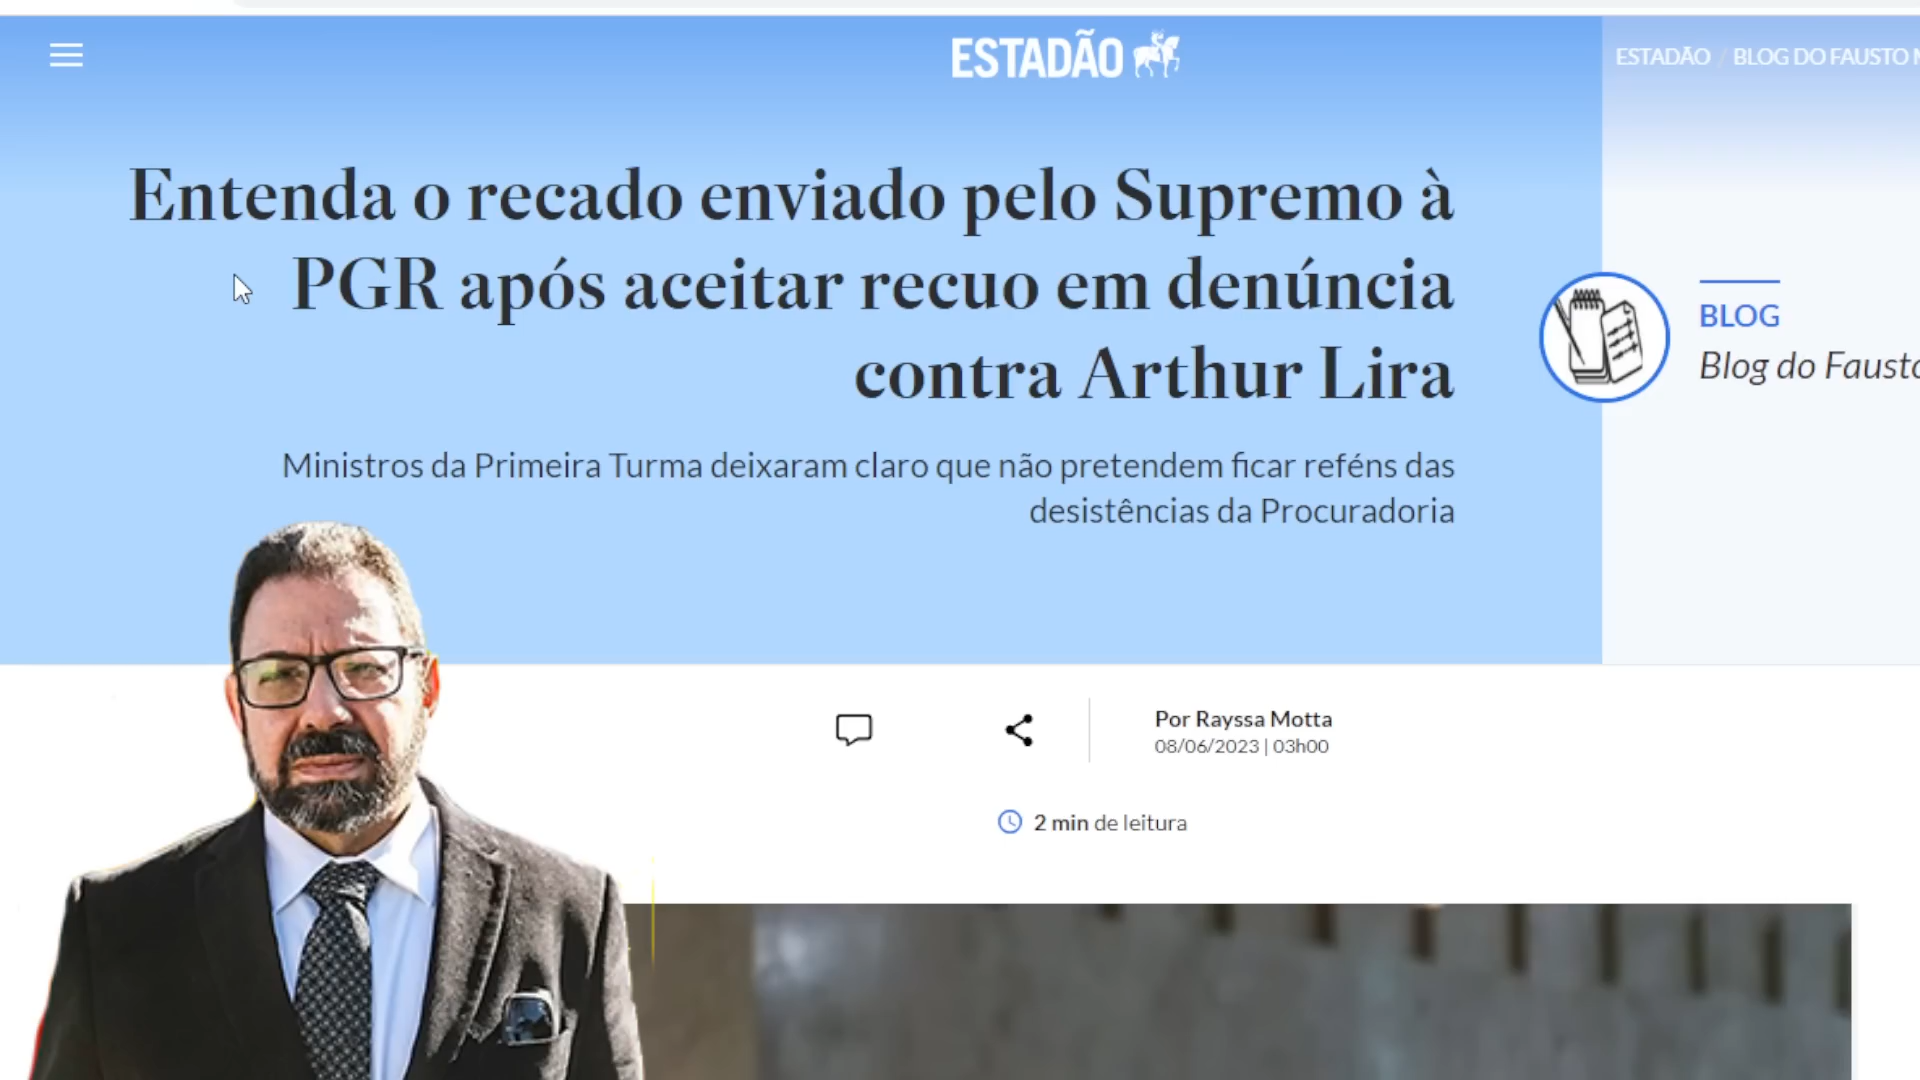 ESTADÃO
ESTADÃO / BLOG DO FAUSTO
Entenda o recado enviado pelo Supremo à
PGR após aceitar recuo em denúncia
contra Arthur Lira
Ministros da Primeira Turma deixaram claro que não pretendem ficar reféns das
desistências da Procuradoria
BLOG
Blog do Fausto
Por Rayssa Motta
08/06/2023 | 03h00
2 min de leitura